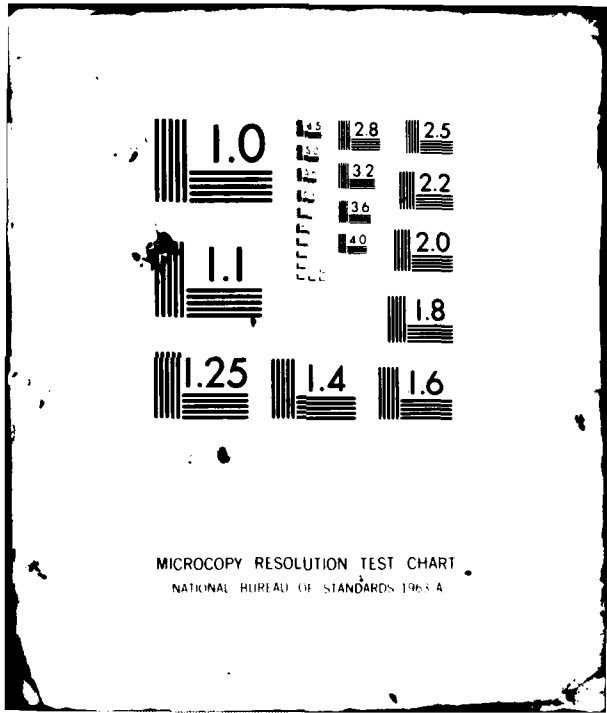 1.0
4.5 2.8 2.5
5.0
3.2 2.2
3.6
4.0 2.0
1.1
1.8
1.25 1.4 1.6
MICROCOPY RESOLUTION TEST CHART
NATIONAL BUREAU OF STANDARDS-1963-A